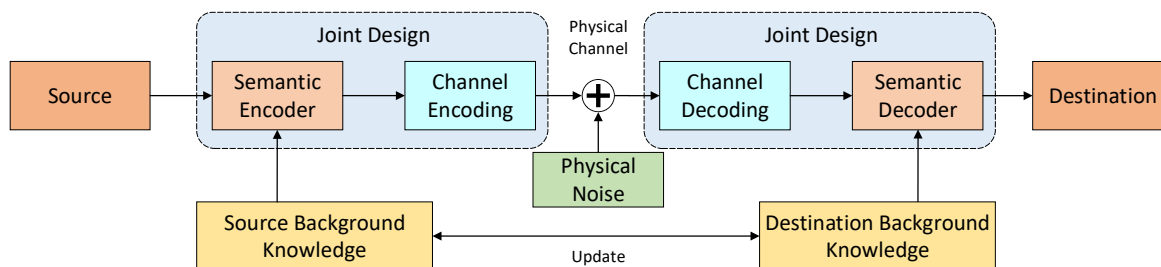 Joint Design
Physical
Channel
Joint Design
Source
Semantic
Encoder
Channel
Encoding
Channel
Decoding
Semantic
Decoder
Destination
Physical
Noise
Source Background
Knowledge
Update
Destination Background
Knowledge